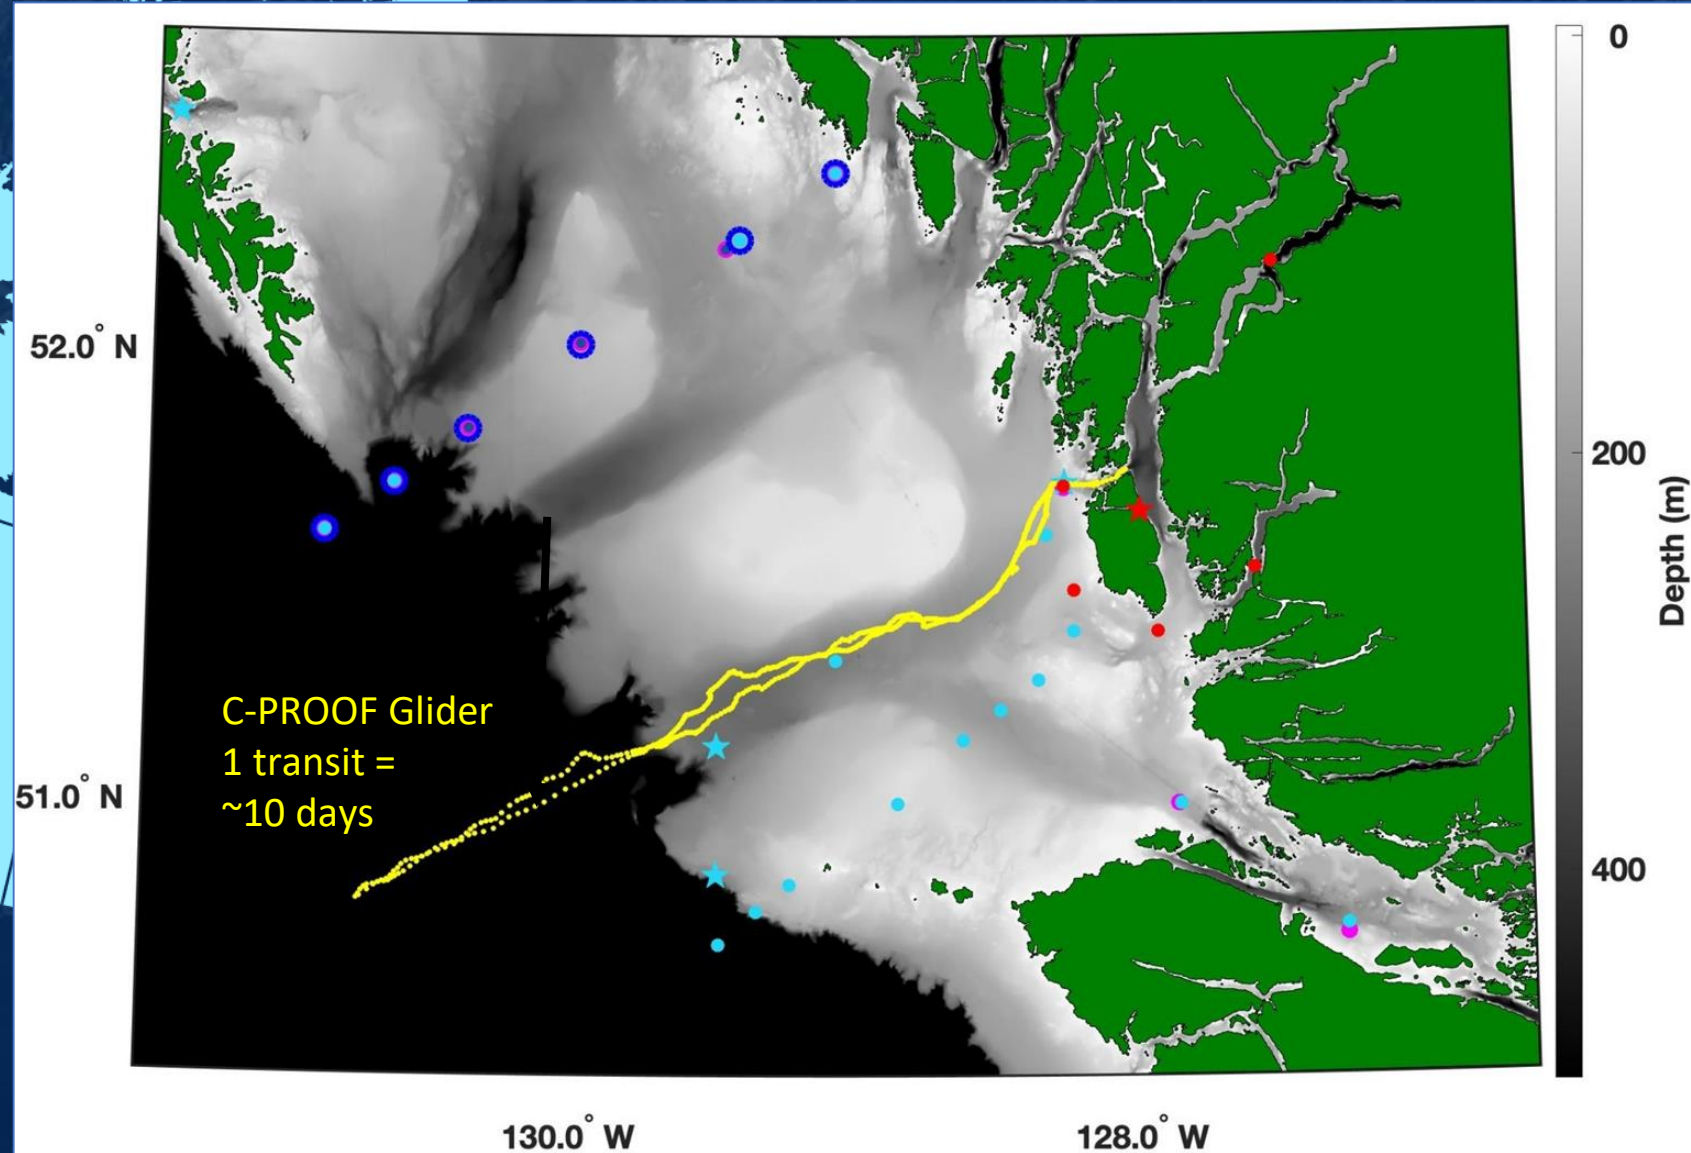 0
52.0° N
200
Depth (m)
C-PROOF Glider
1 transit =
~10 days
51.0° N
400
130.0° W
128.0° W